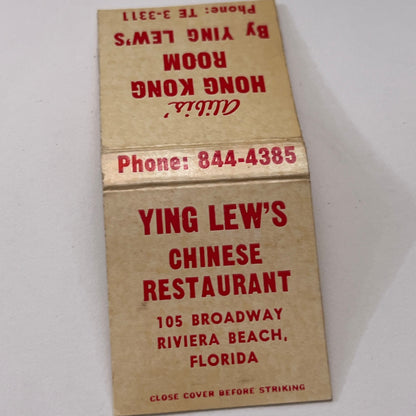 Alibis'
HONG KONG
ROOM
By YING LEW'S
Phone: TE 3-3311
Phone: 844-4385
YING LEW'S
CHINESE
RESTAURANT
105 BROADWAY
RIVIERA BEACH,
FLORIDA
CLOSE COVER BEFORE STRIKING